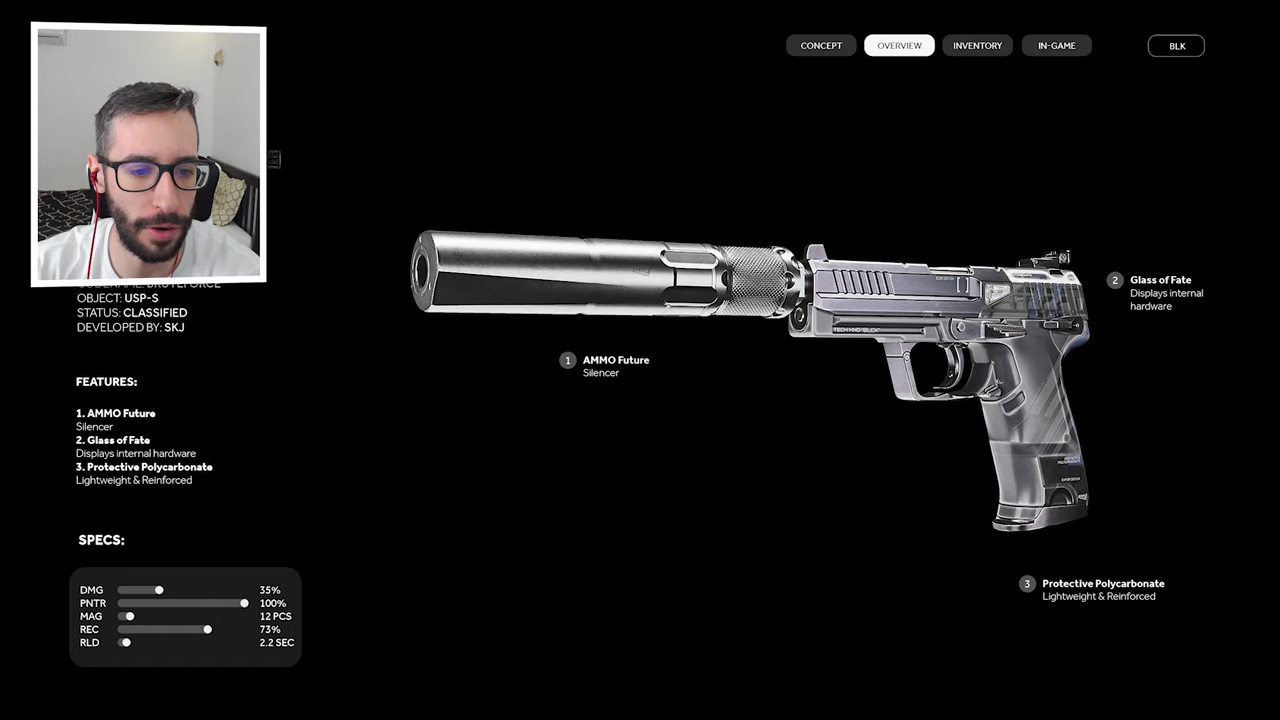 CONCEPT
OVERVIEW
INVENTORY
IN-GAME
BLK
CODENAME: BRUTEFORCE
OBJECT: USP-S
STATUS: CLASSIFIED
DEVELOPED BY: SKJ
FEATURES:
1. AMMO Future
Silencer
2. Glass of Fate
Displays internal hardware
3. Protective Polycarbonate
Lightweight & Reinforced
SPECS:
DMG 35%
PNTR 100%
MAG 12 PCS
REC 73%
RLD 2.2 SEC
1 AMMO Future
Silencer
2 Glass of Fate
Displays internal
hardware
3 Protective Polycarbonate
Lightweight & Reinforced